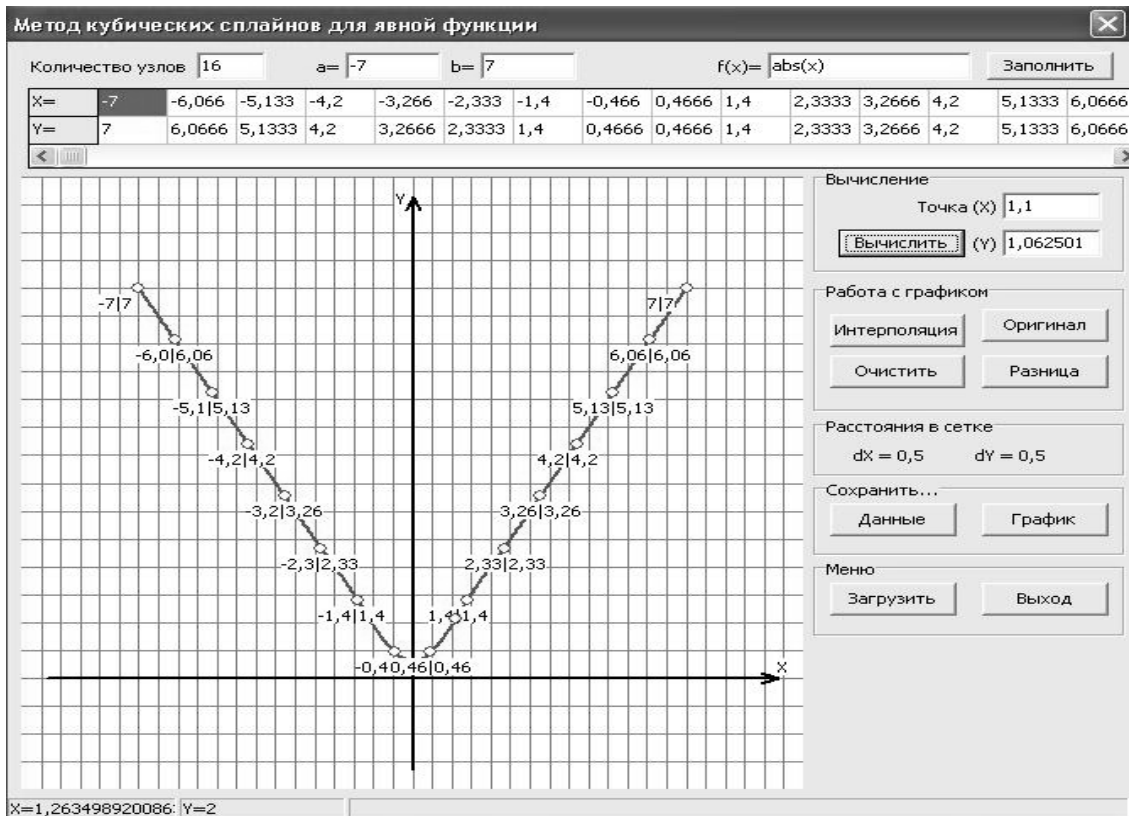 Метод кубических сплайнов для явной функции
Количество узлов 16 a= -7 b= 7 f(x)= abs(x) Заполнить
X= -7 -6,066 -5,133 -4,2 -3,266 -2,333 -1,4 -0,466 0,4666 1,4 2,3333 3,2666 4,2 5,1333 6,0666
Y= 7 6,0666 5,1333 4,2 3,2666 2,3333 1,4 0,4666 0,4666 1,4 2,3333 3,2666 4,2 5,1333 6,0666
Y
-7|7 7|7
-6,0|6,06 6,06|6,06
-5,1|5,13 5,13|5,13
-4,2|4,2 4,2|4,2
-3,2|3,26 3,26|3,26
-2,3|2,33 2,33|2,33
-1,4|1,4 1,4|1,4
-0,40,46|0,46
X
Вычисление
Точка (X) 1,1
Вычислить (Y) 1,062501
Работа с графиком
Интерполяция Оригинал
Очистить Разница
Расстояния в сетке
dX = 0,5 dY = 0,5
Сохранить...
Данные График
Меню
Загрузить Выход
X=1,263498920086: Y=2